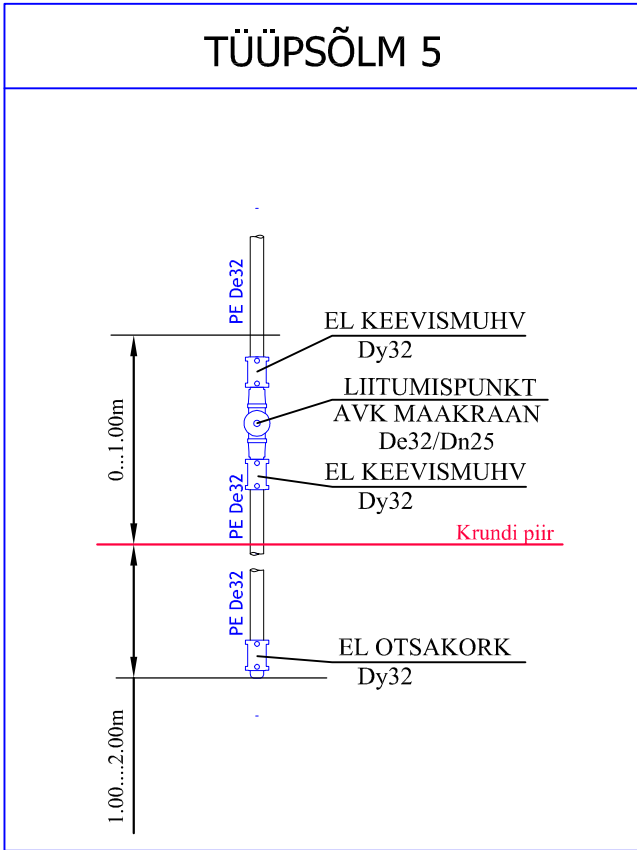 TÜÜPSÕLM 5
PE De32
EL KEEVISMUHV
Dy32
LIITUMISPUNKT
AVK MAAKRAAN
De32/Dn25
0...1.00m
EL KEEVISMUHV
Dy32
PE De32
Krundi piir
PE De32
EL OTSAKORK
Dy32
1.00....2.00m